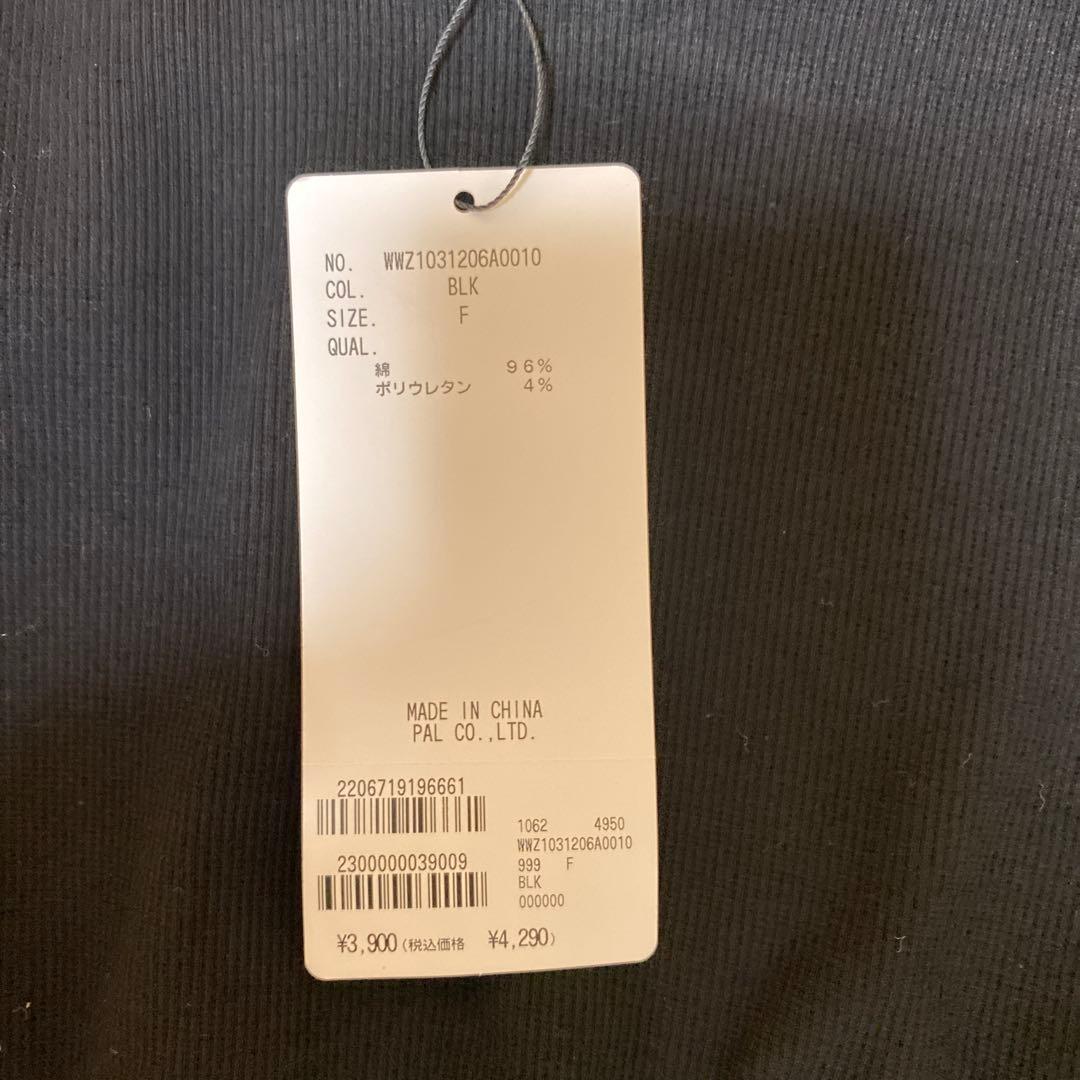 NO. WWZ1031206A0010
COL. BLK
SIZE. F
QUAL.
綿 96%
ポリウレタン 4%
MADE IN CHINA
PAL CO.,LTD.
2206719196661
2300000039009
1062 4950
WWZ1031206A0010
999 F
BLK
000000
¥3,900(税込価格 ¥4,290)